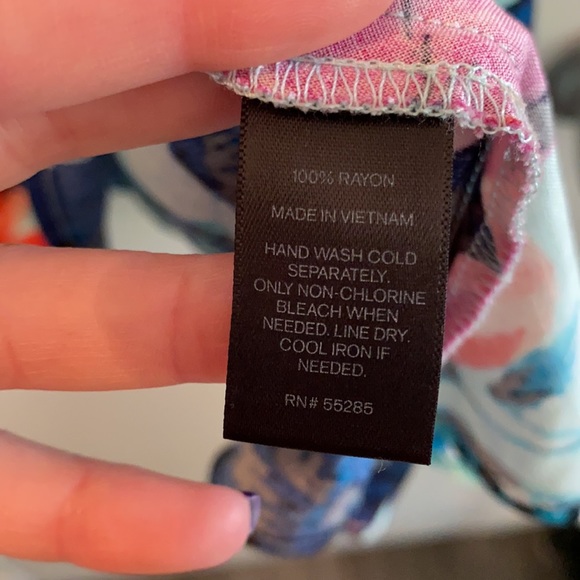 100% RAYON
MADE IN VIETNAM
HAND WASH COLD
SEPARATELY.
ONLY NON-CHLORINE
BLEACH WHEN
NEEDED. LINE DRY.
COOL IRON IF
NEEDED.
RN# 55285